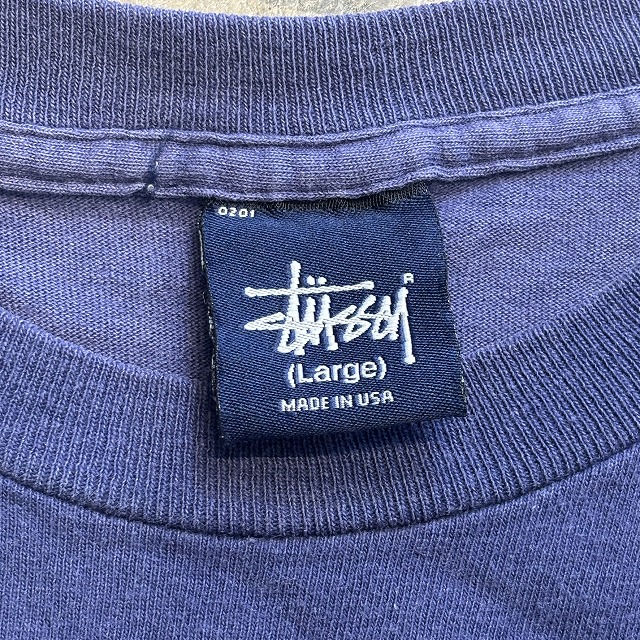 0201
Stüssy R
(Large)
MADE IN USA